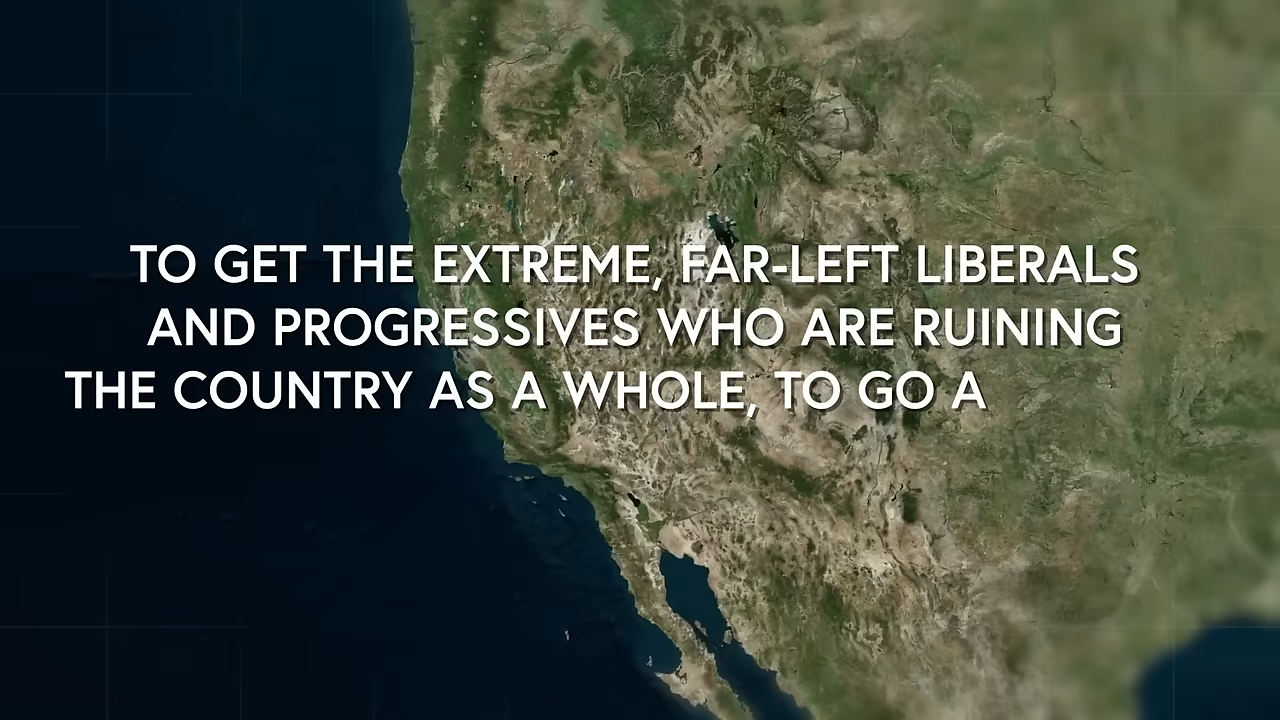 TO GET THE EXTREME, FAR-LEFT LIBERALS
AND PROGRESSIVES WHO ARE RUINING
THE COUNTRY AS A WHOLE, TO GO A